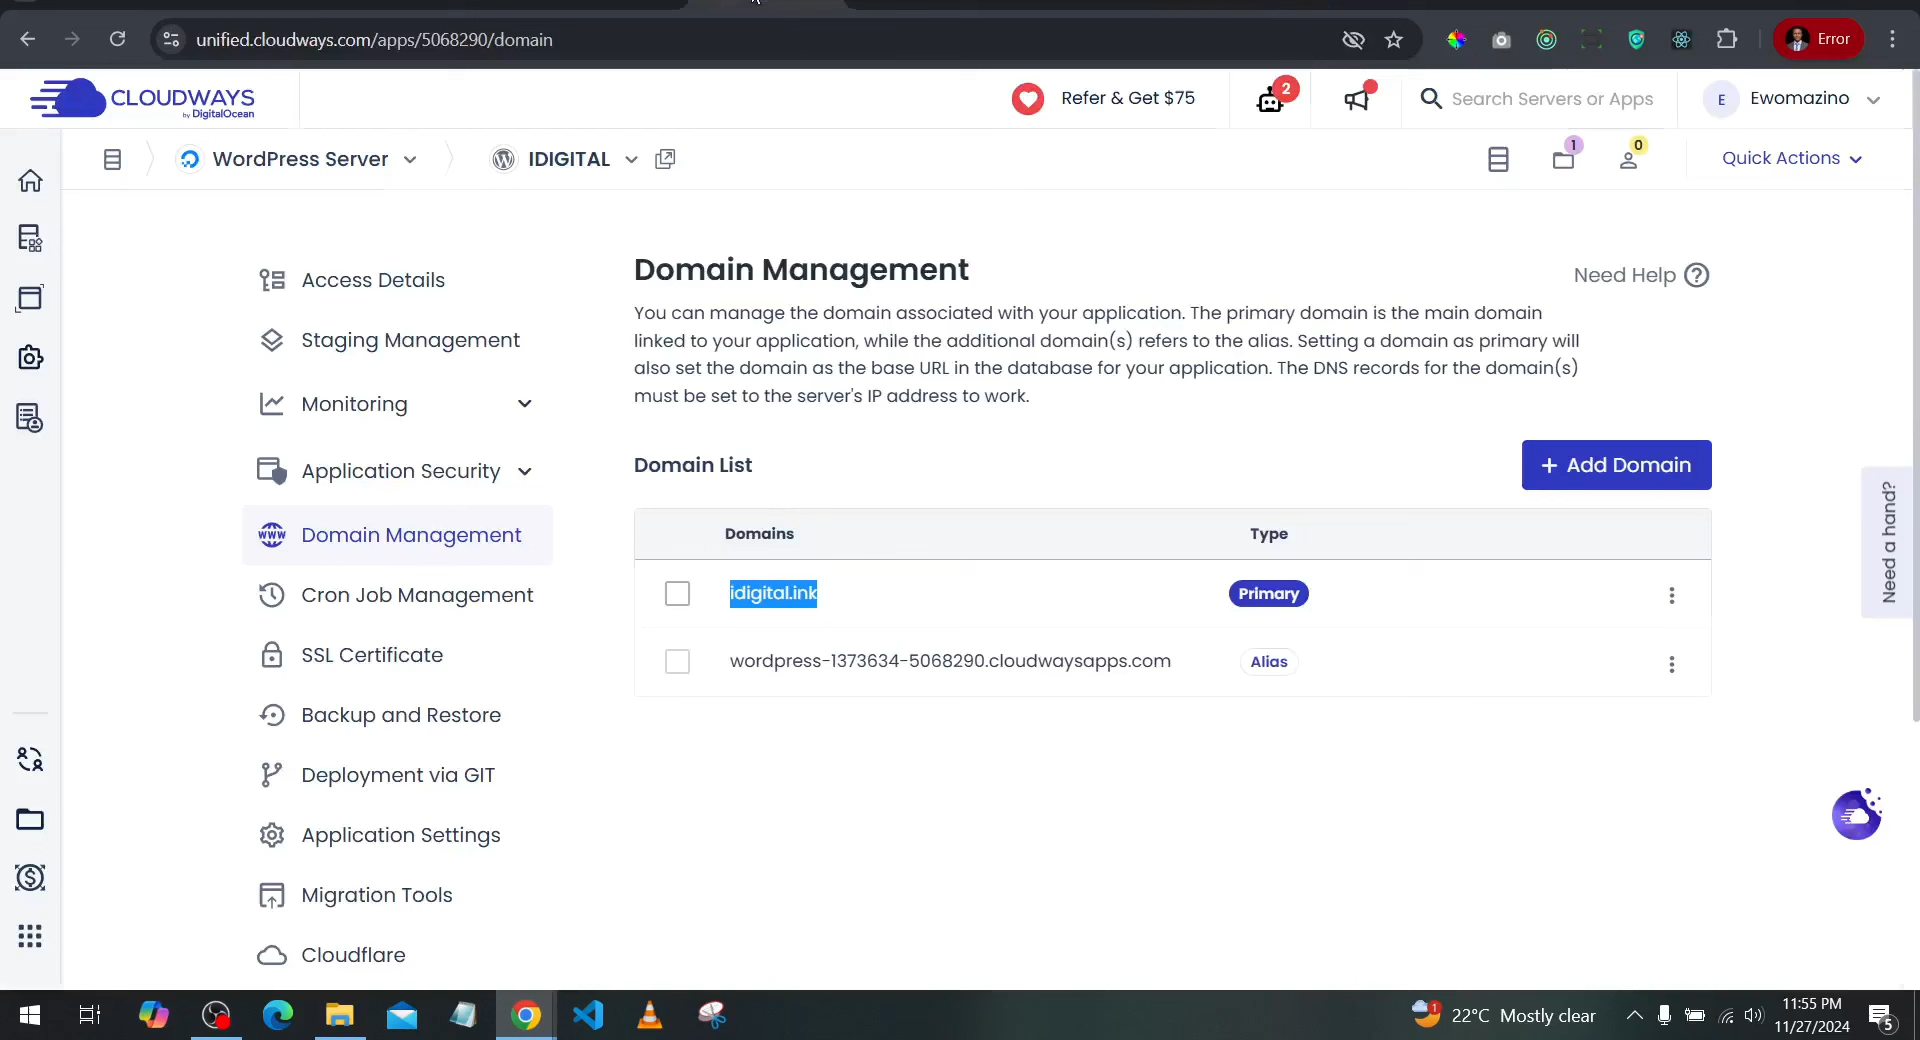 unified.cloudways.com/apps/5068290/domain
Error
CLOUDWAYS
by DigitalOcean
Refer & Get $75
2
Search Servers or Apps
E
Ewomazino
WordPress Server
IDIGITAL
1
0
Quick Actions
Access Details
Staging Management
Monitoring
Application Security
Domain Management
Cron Job Management
SSL Certificate
Backup and Restore
Deployment via GIT
Application Settings
Migration Tools
Cloudflare
Domain Management
Need Help
You can manage the domain associated with your application. The primary domain is the main domain
linked to your application, while the additional domain(s) refers to the alias. Setting a domain as primary will
also set the domain as the base URL in the database for your application. The DNS records for the domain(s)
must be set to the server's IP address to work.
Domain List
+ Add Domain
Domains Type
idigital.ink Primary
wordpress-1373634-5068290.cloudwaysapps.com Alias
Need a hand?
1
22°C Mostly clear
11:55 PM
11/27/2024
5